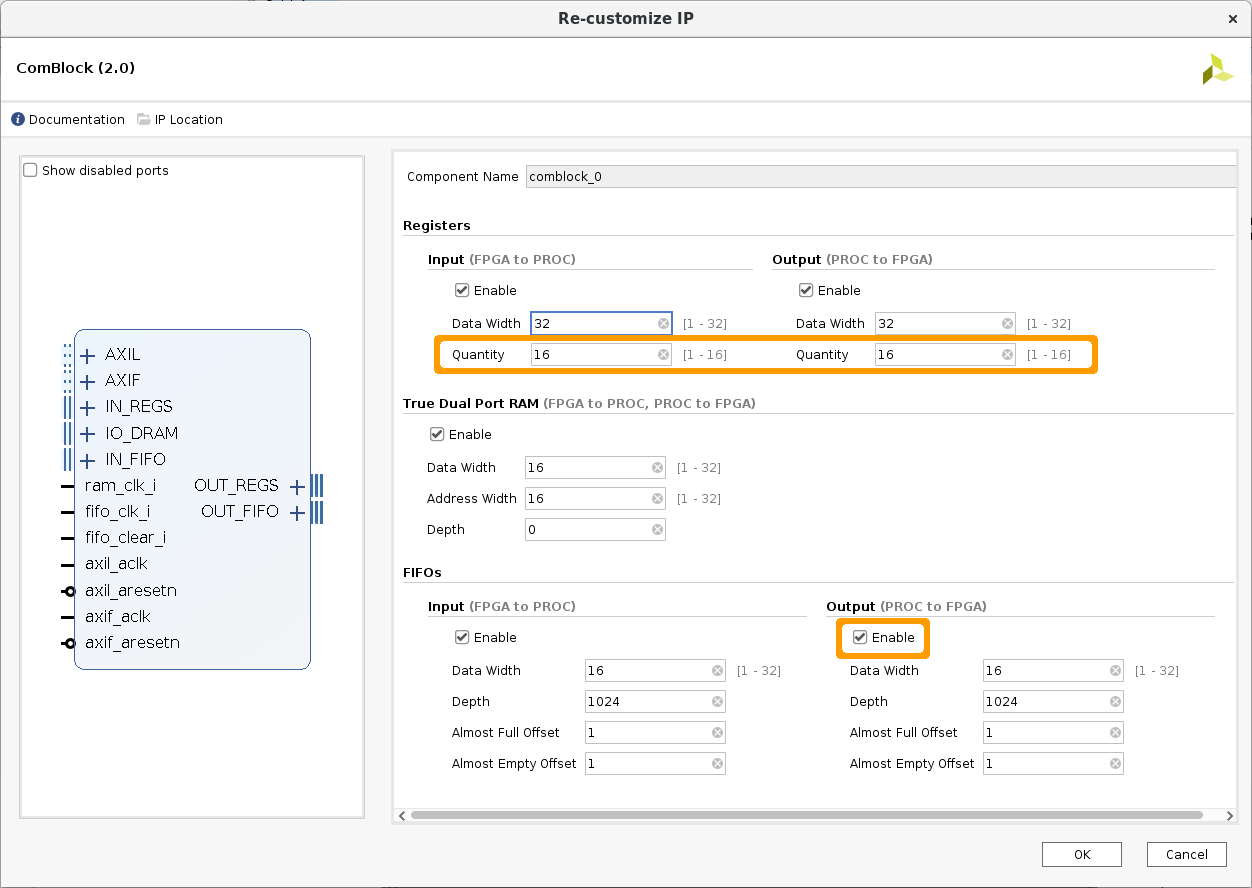 Re-customize IP ×
ComBlock (2.0)
Documentation IP Location
Show disabled ports
AXIL
AXIF
IN_REGS
IO_DRAM
IN_FIFO
ram_clk_i OUT_REGS
fifo_clk_i OUT_FIFO
fifo_clear_i
axil_aclk
axil_aresetn
axif_aclk
axif_aresetn
Component Name comblock_0
Registers
Input (FPGA to PROC) Output (PROC to FPGA)
Enable Enable
Data Width 32 [1 - 32] Data Width 32 [1 - 32]
Quantity 16 [1 - 16] Quantity 16 [1 - 16]
True Dual Port RAM (FPGA to PROC, PROC to FPGA)
Enable
Data Width 16 [1 - 32]
Address Width 16 [1 - 32]
Depth 0
FIFOs
Input (FPGA to PROC) Output (PROC to FPGA)
Enable Enable
Data Width 16 [1 - 32] Data Width 16 [1 - 32]
Depth 1024 Depth 1024
Almost Full Offset 1 Almost Full Offset 1
Almost Empty Offset 1 Almost Empty Offset 1
OK Cancel